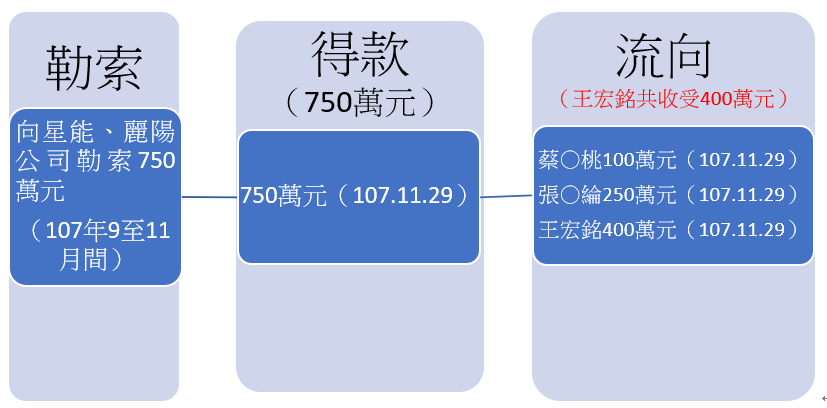 勒索
向星能、麗陽
公司勒索750
萬元
（107年9至11
月間）
得款
（750萬元）
750萬元（107.11.29）
流向
（王宏銘共收受400萬元）
蔡○桃100萬元（107.11.29）
張○綸250萬元（107.11.29）
王宏銘400萬元（107.11.29）